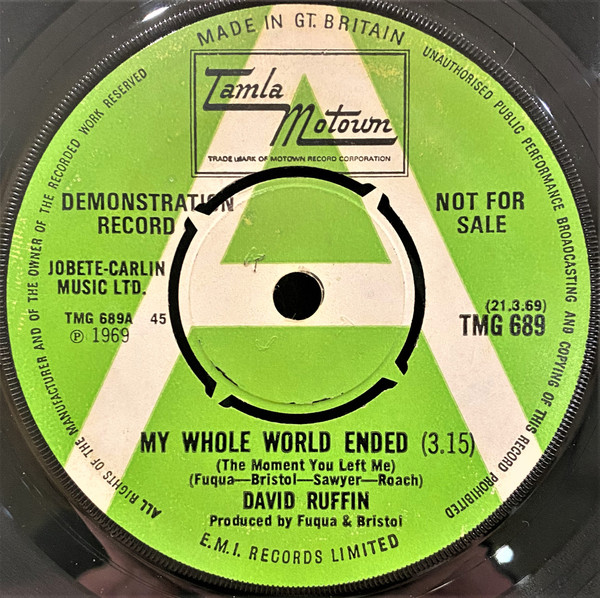 MADE IN GT. BRITAIN
UNAUTHORISED PUBLIC PERFORMANCE BROADCASTING AND COPYING OF THIS RECORD PROHIBITED
ALL RIGHTS OF THE MANUFACTURER AND OF THE OWNER OF THE RECORDED WORK RESERVED
Tamla
Motown
TRADE MARK OF MOTOWN RECORD CORPORATION
DEMONSTRATION
RECORD
NOT FOR
SALE
JOBETE-CARLIN
MUSIC LTD.
TMG 689A 45
℗ 1969
(21.3.69)
TMG 689
MY WHOLE WORLD ENDED (3.15)
(The Moment You Left Me)
(Fuqua—Bristol—Sawyer—Roach)
DAVID RUFFIN
Produced by Fuqua & Bristol
E.M.I. RECORDS LIMITED
A